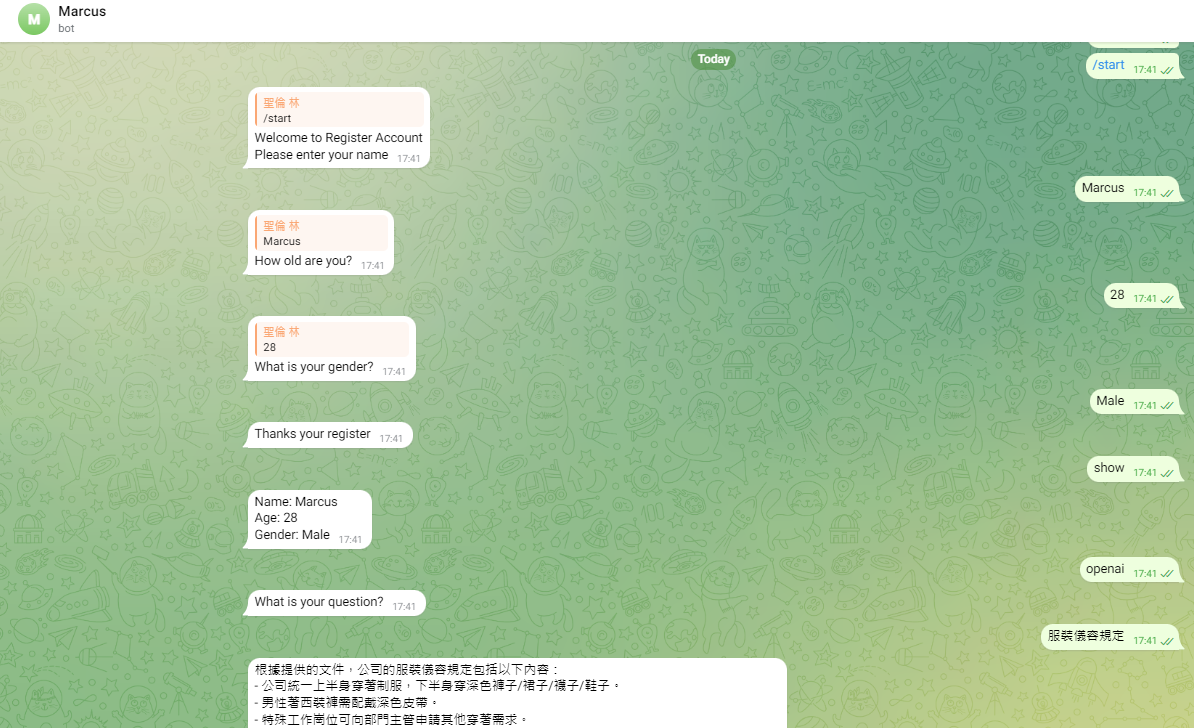 M
Marcus
bot
Today
/start 17:41
聖倫 林
/start
Welcome to Register Account
Please enter your name 17:41
Marcus 17:41
聖倫 林
Marcus
How old are you? 17:41
28 17:41
聖倫 林
28
What is your gender? 17:41
Male 17:41
Thanks your register 17:41
show 17:41
Name: Marcus
Age: 28
Gender: Male 17:41
openai 17:41
What is your question? 17:41
服裝儀容規定 17:41
根據提供的文件，公司的服裝儀容規定包括以下內容：
- 公司統一上半身穿著制服，下半身穿深色褲子/裙子/襪子/鞋子。
- 男性著西裝褲需配戴深色皮帶。
- 特殊工作崗位可向部門主管申請其他穿著需求。